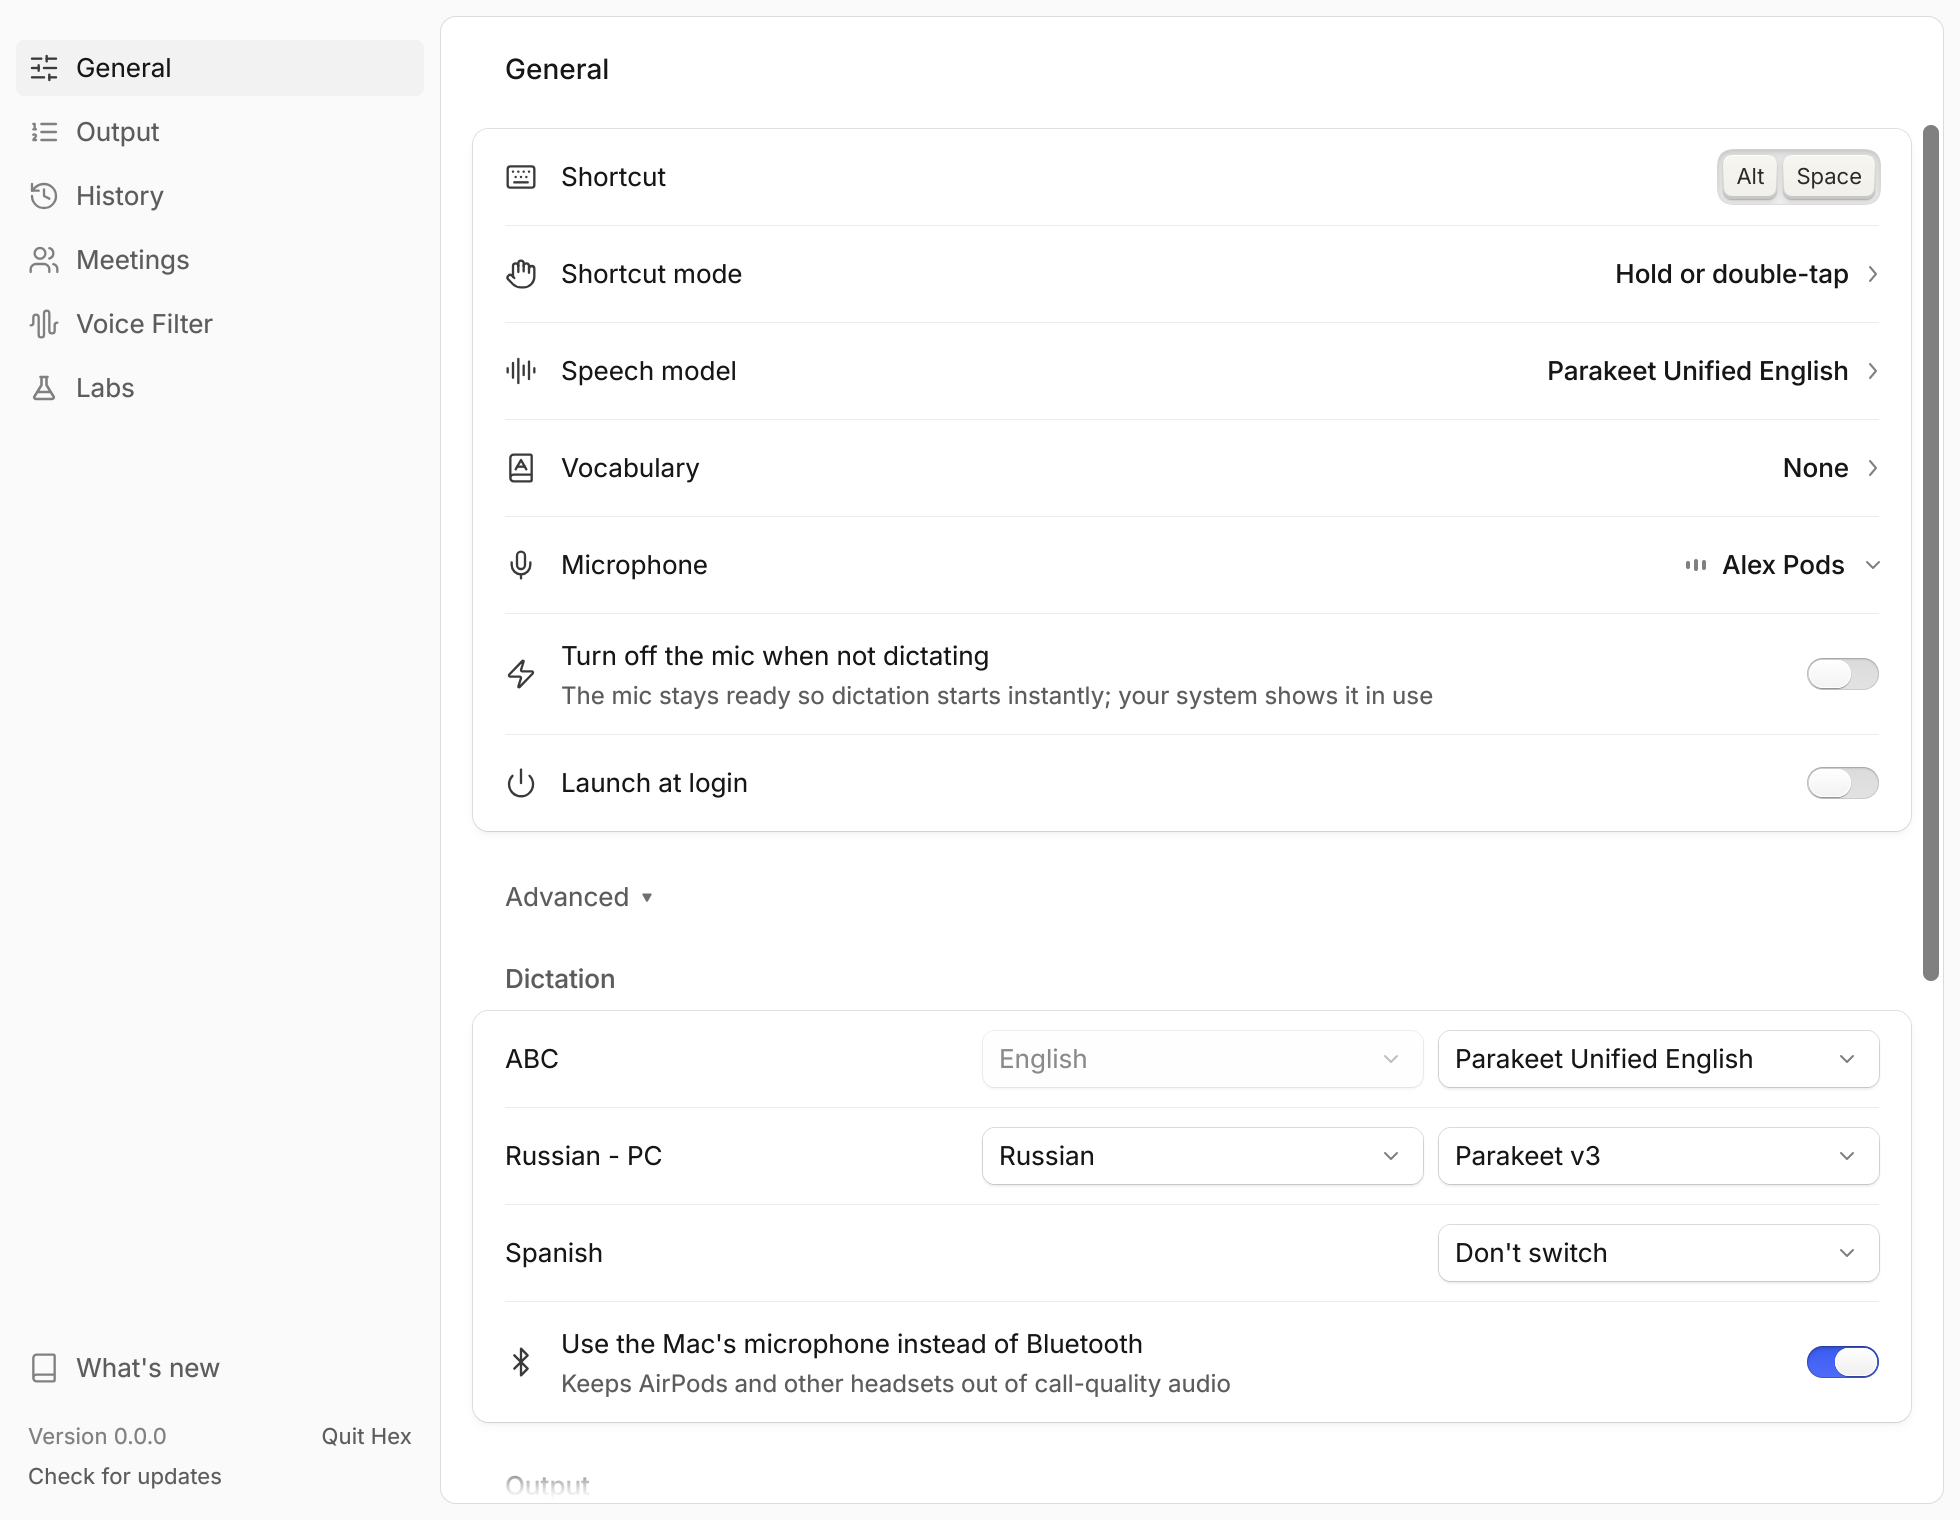 General
Output
History
Meetings
Voice Filter
Labs
What's new
Version 0.0.0
Quit Hex
Check for updates
General
Shortcut
Alt Space
Shortcut mode
Hold or double-tap
Speech model
Parakeet Unified English
Vocabulary
None
Microphone
Alex Pods
Turn off the mic when not dictating
The mic stays ready so dictation starts instantly; your system shows it in use
Launch at login
Advanced
Dictation
ABC
English
Parakeet Unified English
Russian - PC
Russian
Parakeet v3
Spanish
Don't switch
Use the Mac's microphone instead of Bluetooth
Keeps AirPods and other headsets out of call-quality audio
Output